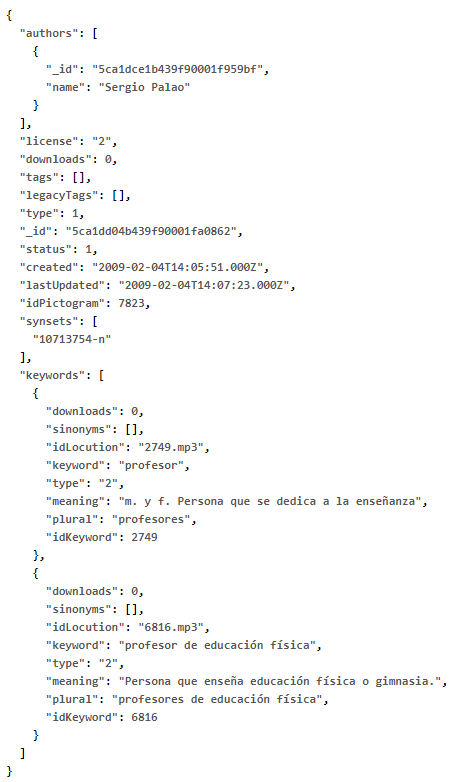 {
  "authors": [
    {
      "_id": "5ca1dce1b439f90001f959bf",
      "name": "Sergio Palao"
    }
  ],
  "license": "2",
  "downloads": 0,
  "tags": [],
  "legacyTags": [],
  "type": 1,
  "_id": "5ca1dd04b439f90001fa0862",
  "status": 1,
  "created": "2009-02-04T14:05:51.000Z",
  "lastUpdated": "2009-02-04T14:07:23.000Z",
  "idPictogram": 7823,
  "synsets": [
    "10713754-n"
  ],
  "keywords": [
    {
      "downloads": 0,
      "sinonyms": [],
      "idLocution": "2749.mp3",
      "keyword": "profesor",
      "type": "2",
      "meaning": "m. y f. Persona que se dedica a la enseñanza",
      "plural": "profesores",
      "idKeyword": 2749
    },
    {
      "downloads": 0,
      "sinonyms": [],
      "idLocution": "6816.mp3",
      "keyword": "profesor de educación física",
      "type": "2",
      "meaning": "Persona que enseña educación física o gimnasia.",
      "plural": "profesores de educación física",
      "idKeyword": 6816
    }
  ]
}